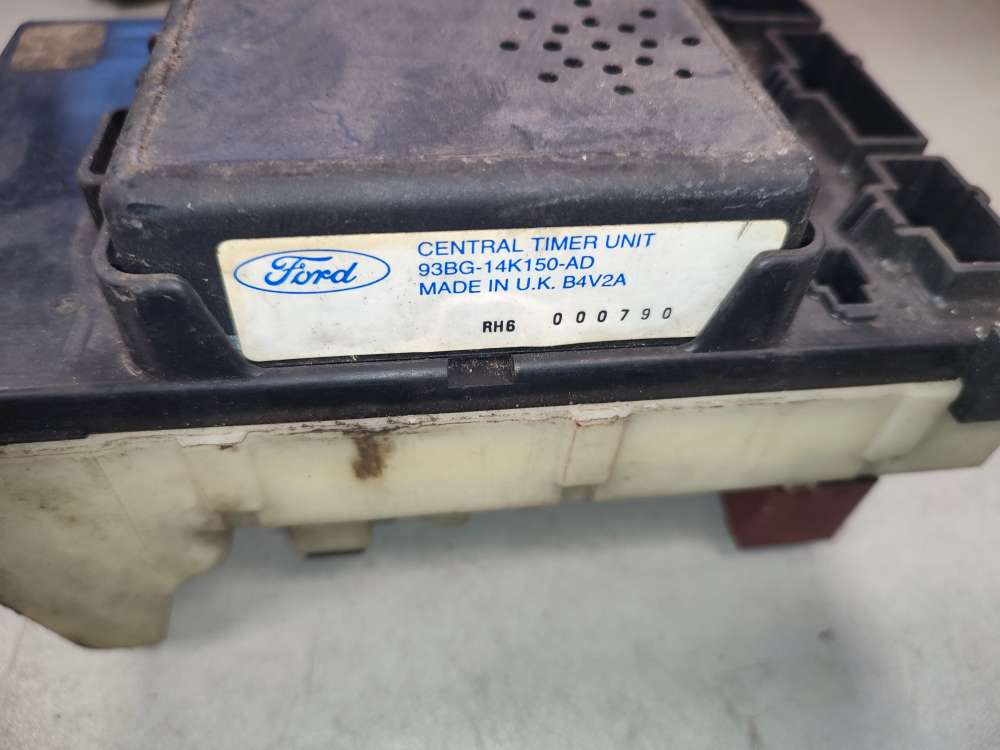 Ford
CENTRAL TIMER UNIT
93BG-14K150-AD
MADE IN U.K. B4V2A
RH6 000790